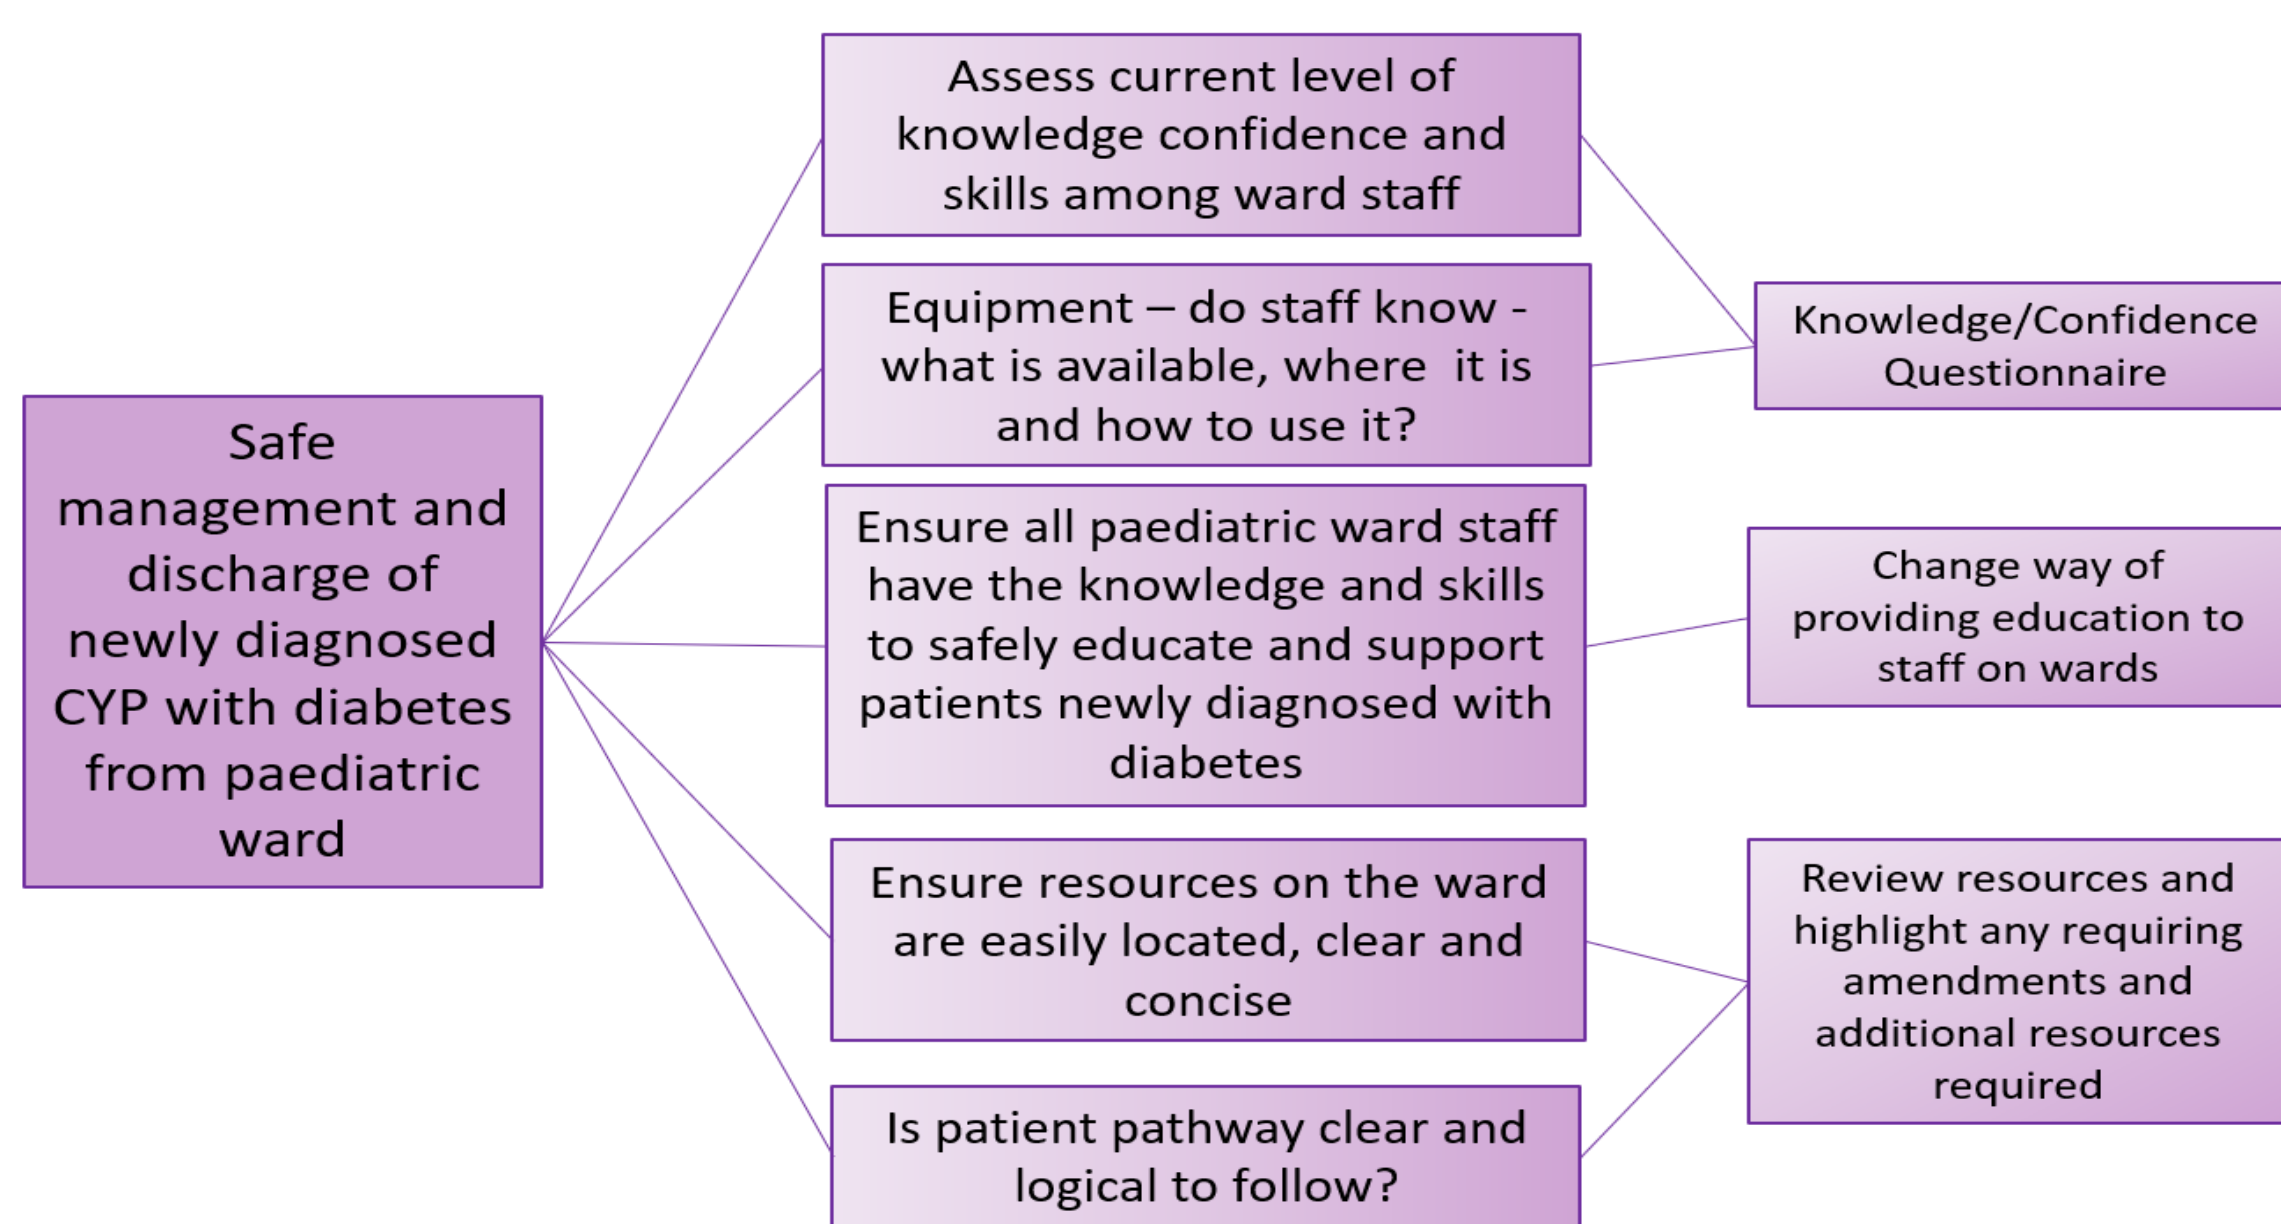 Safe
management and
discharge of
newly diagnosed
CYP with diabetes
from paediatric
ward
Assess current level of
knowledge confidence and
skills among ward staff
Equipment – do staff know -
what is available, where  it is
and how to use it?
Ensure all paediatric ward staff
have the knowledge and skills
to safely educate and support
patients newly diagnosed with
diabetes
Ensure resources on the ward
are easily located, clear and
concise
Is patient pathway clear and
logical to follow?
Knowledge/Confidence
Questionnaire
Change way of
providing education to
staff on wards
Review resources and
highlight any requiring
amendments and
additional resources
required